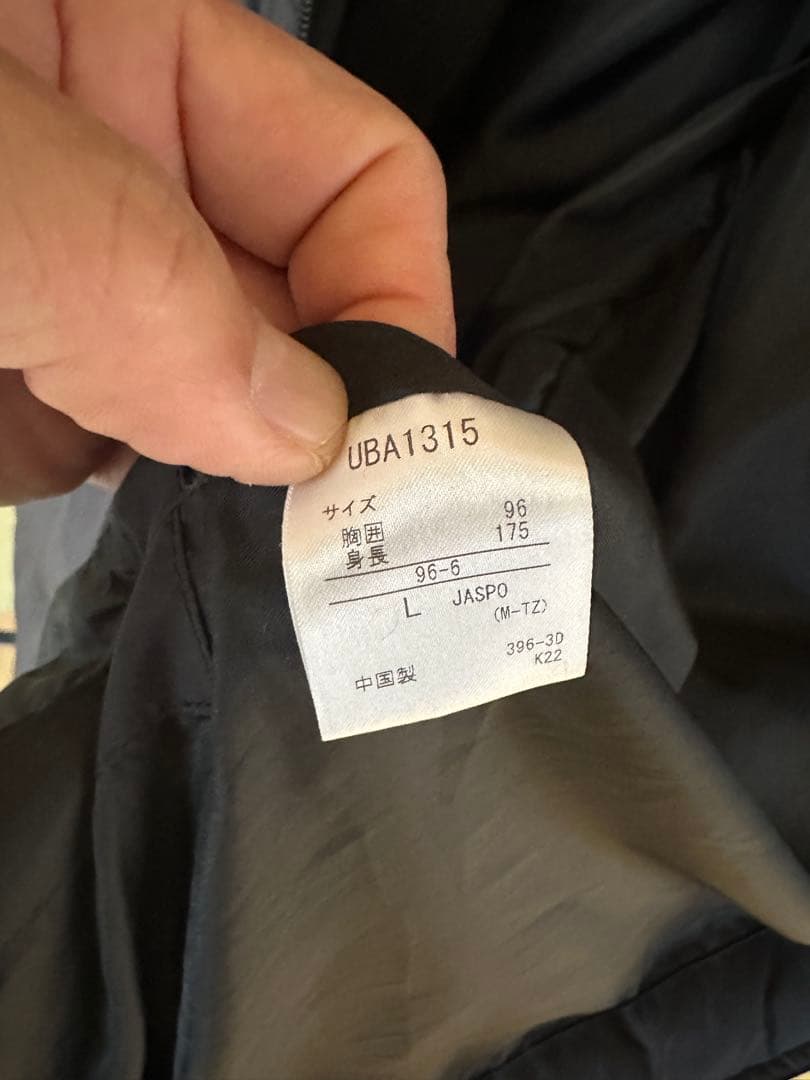 UBA1315
サイズ
胸囲 96
身長 175
96-6
L JASPO
(M-TZ)
396-3D
K22
中国製